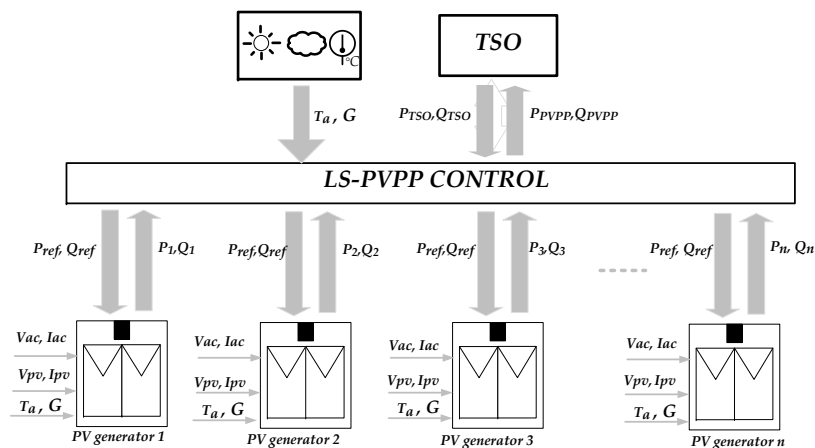 °C
TSO
Ta , G
PTSO,QTSO
PPVPP,QPVPP
LS-PVPP CONTROL
Pref, Qref
P1,Q1
Pref,Qref
P2,Q2
Pref,Qref
P3,Q3
Pref, Qref
Pn, Qn
Vac, Iac
Vpv, Ipv
Ta , G
PV generator 1
Vac, Iac
Vpv, Ipv
Ta , G
PV generator 2
Vac, Iac
Vpv, Ipv
Ta , G
PV generator 3
Vac, Iac
Vpv, Ipv
Ta , G
PV generator n